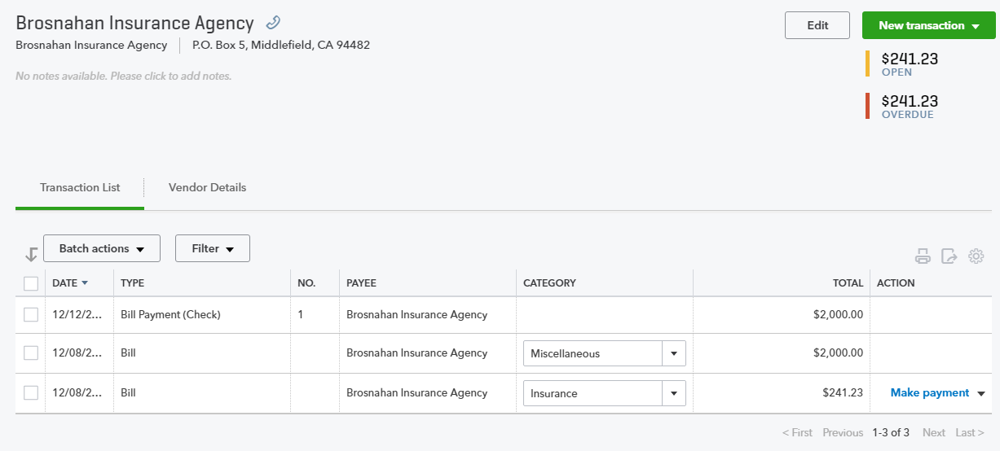 Brosnahan Insurance Agency
Edit
New transaction
Brosnahan Insurance Agency P.O. Box 5, Middlefield, CA 94482
$241.23
OPEN
No notes available. Please click to add notes.
$241.23
OVERDUE
Transaction List Vendor Details
Batch actions Filter
DATE TYPE NO. PAYEE CATEGORY TOTAL ACTION
12/12/2... Bill Payment (Check) 1 Brosnahan Insurance Agency $2,000.00
12/08/2... Bill Brosnahan Insurance Agency Miscellaneous $2,000.00
12/08/2... Bill Brosnahan Insurance Agency Insurance $241.23 Make payment
< First Previous 1-3 of 3 Next Last >